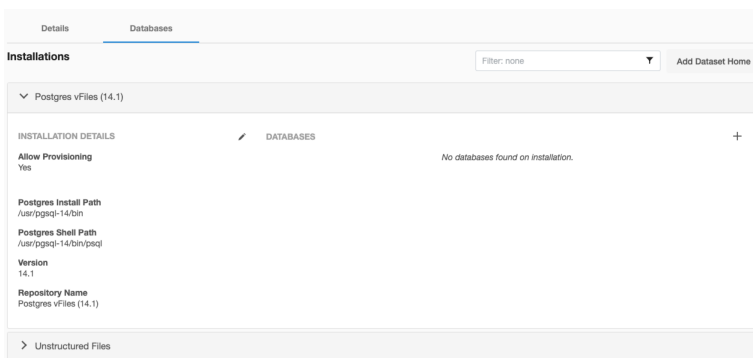 Details Databases
Installations Filter: none Add Dataset Home
Postgres vFiles (14.1)
INSTALLATION DETAILS DATABASES
Allow Provisioning No databases found on installation.
Yes
Postgres Install Path
/usr/pgsql-14/bin
Postgres Shell Path
/usr/pgsql-14/bin/psql
Version
14.1
Repository Name
Postgres vFiles (14.1)
Unstructured Files